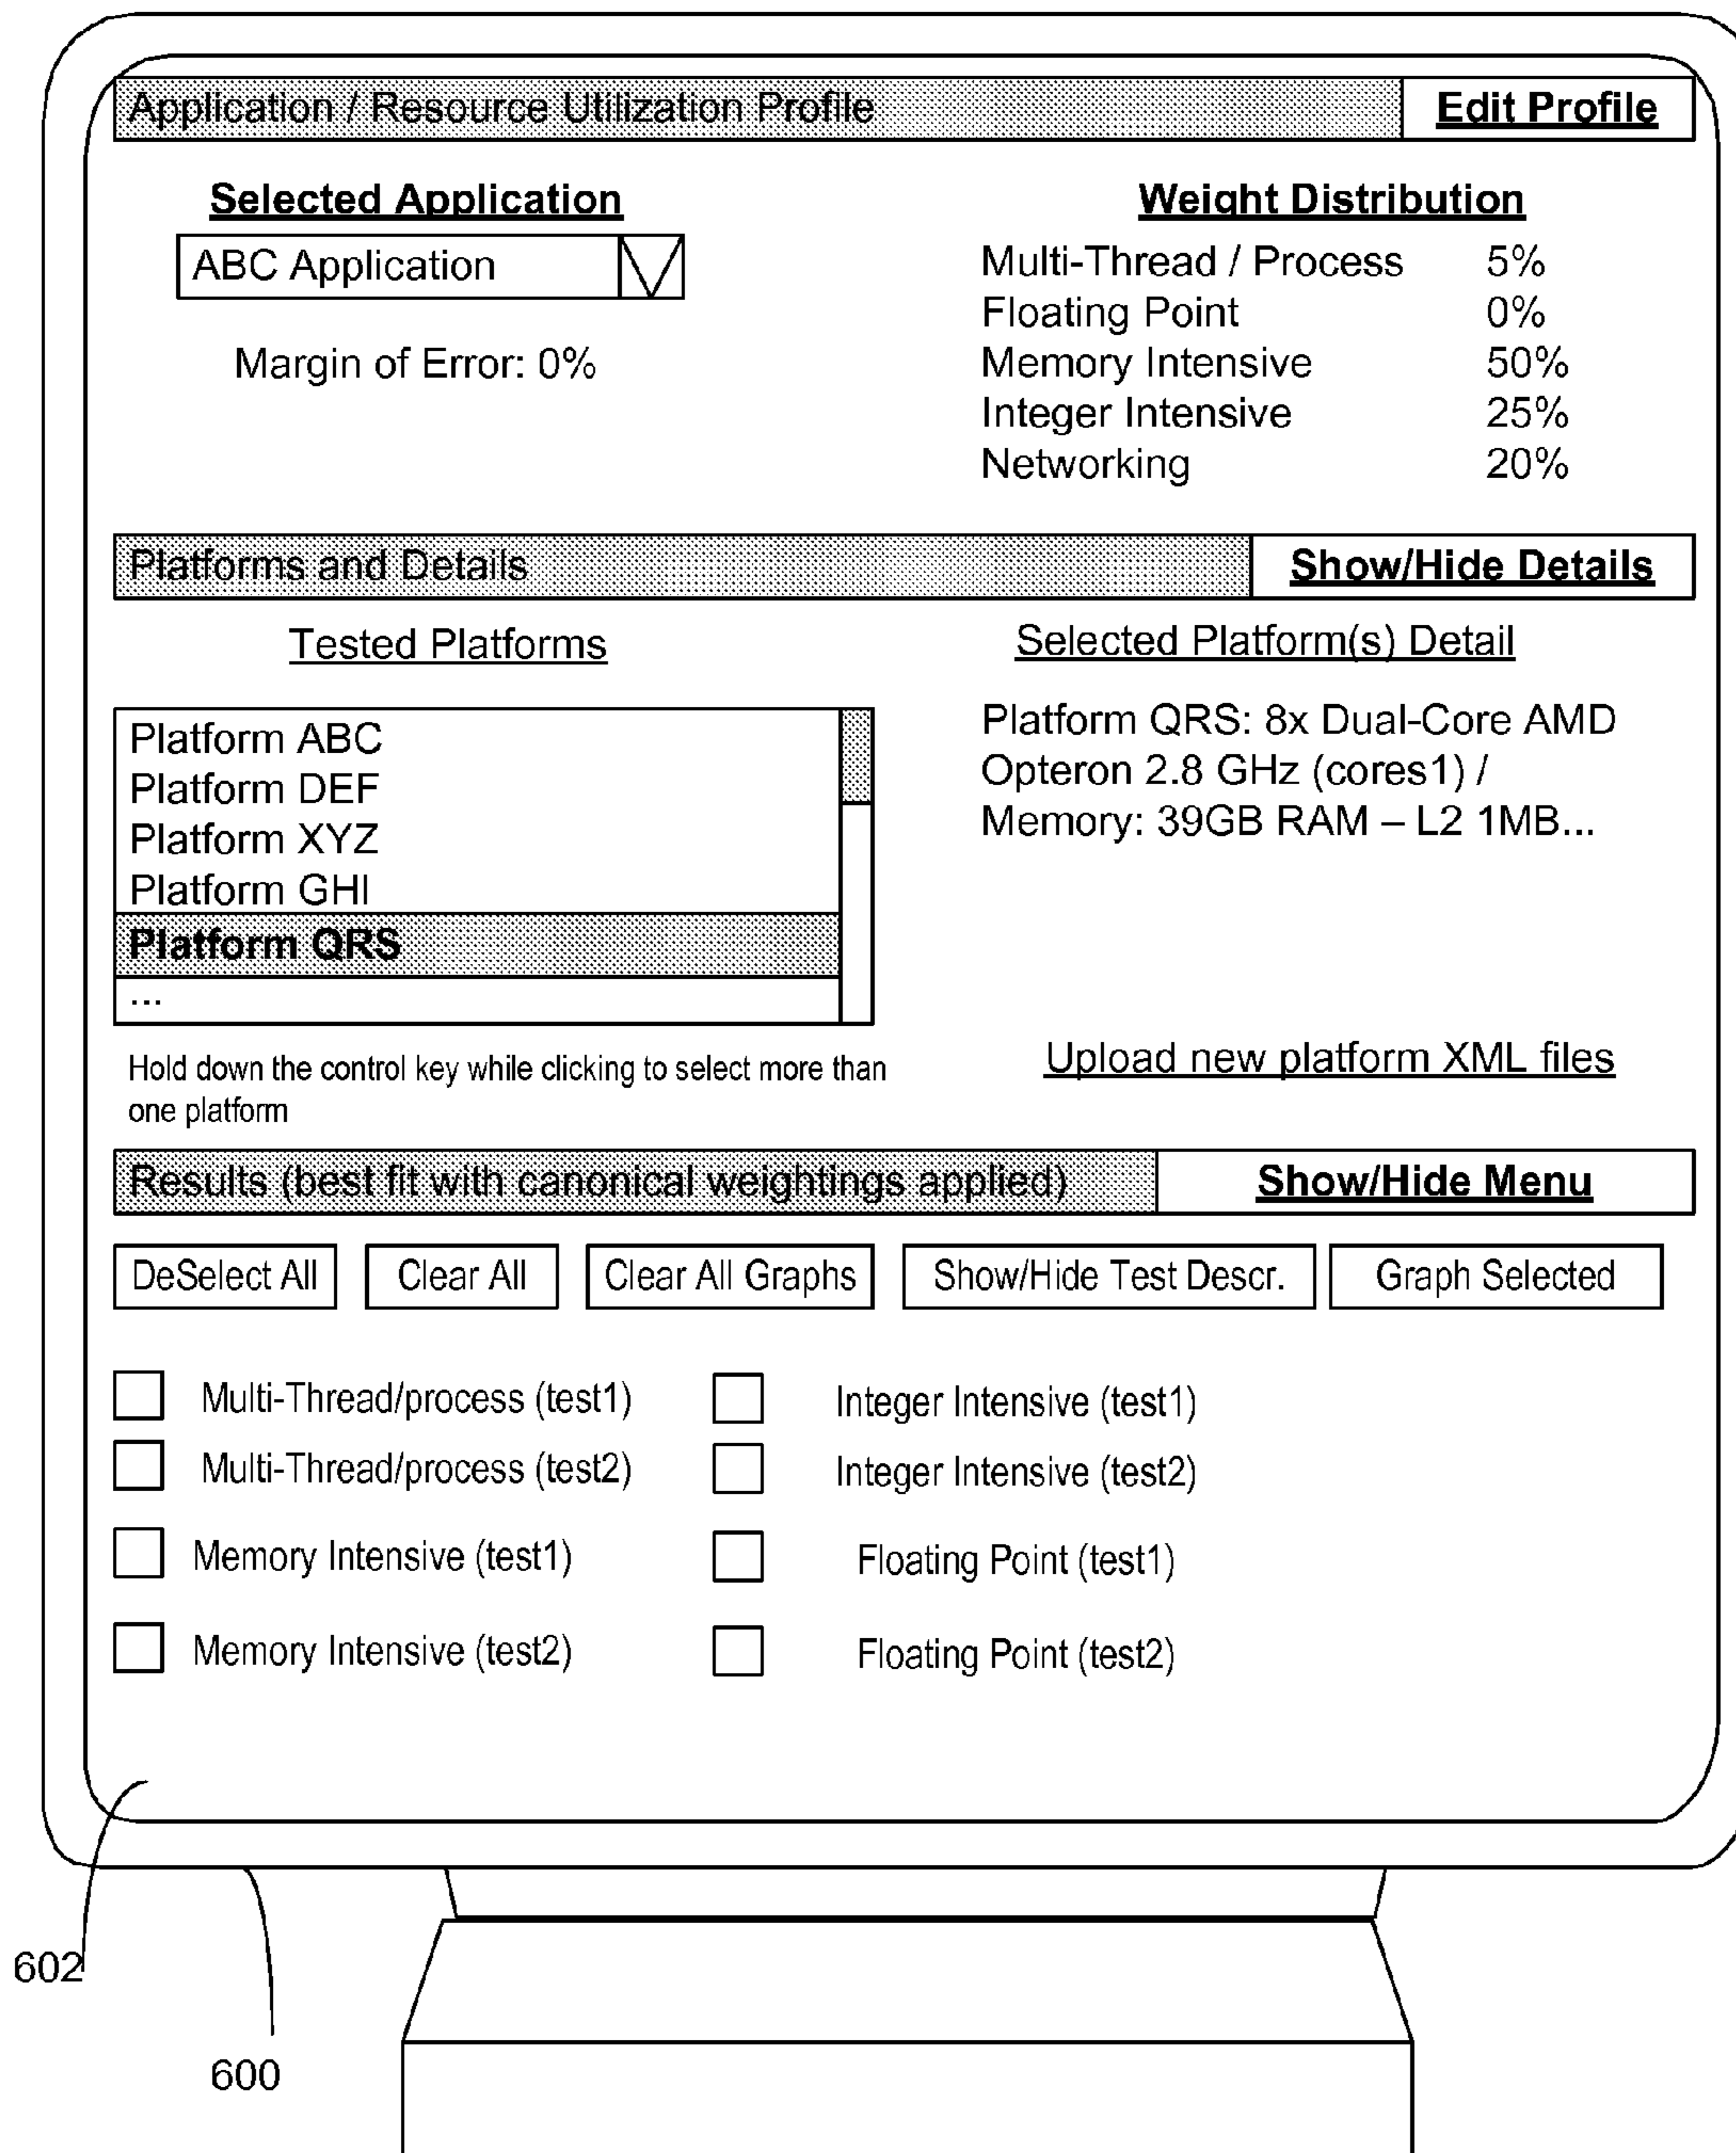 Application / Resource Utilization Profile
Edit Profile
Selected Application
ABC Application
Margin of Error: 0%
Weight Distribution
Multi-Thread / Process 5%
Floating Point 0%
Memory Intensive 50%
Integer Intensive 25%
Networking 20%
Platforms and Details
Show/Hide Details
Tested Platforms
Platform ABC
Platform DEF
Platform XYZ
Platform GHI
Platform QRS
...
Hold down the control key while clicking to select more than
one platform
Selected Platform(s) Detail
Platform QRS: 8x Dual-Core AMD
Opteron 2.8 GHz (cores1) /
Memory: 39GB RAM – L2 1MB...
Upload new platform XML files
Results (best fit with canonical weightings applied)
Show/Hide Menu
DeSelect All
Clear All
Clear All Graphs
Show/Hide Test Descr.
Graph Selected
Multi-Thread/process (test1)
Integer Intensive (test1)
Multi-Thread/process (test2)
Integer Intensive (test2)
Memory Intensive (test1)
Floating Point (test1)
Memory Intensive (test2)
Floating Point (test2)
602
600